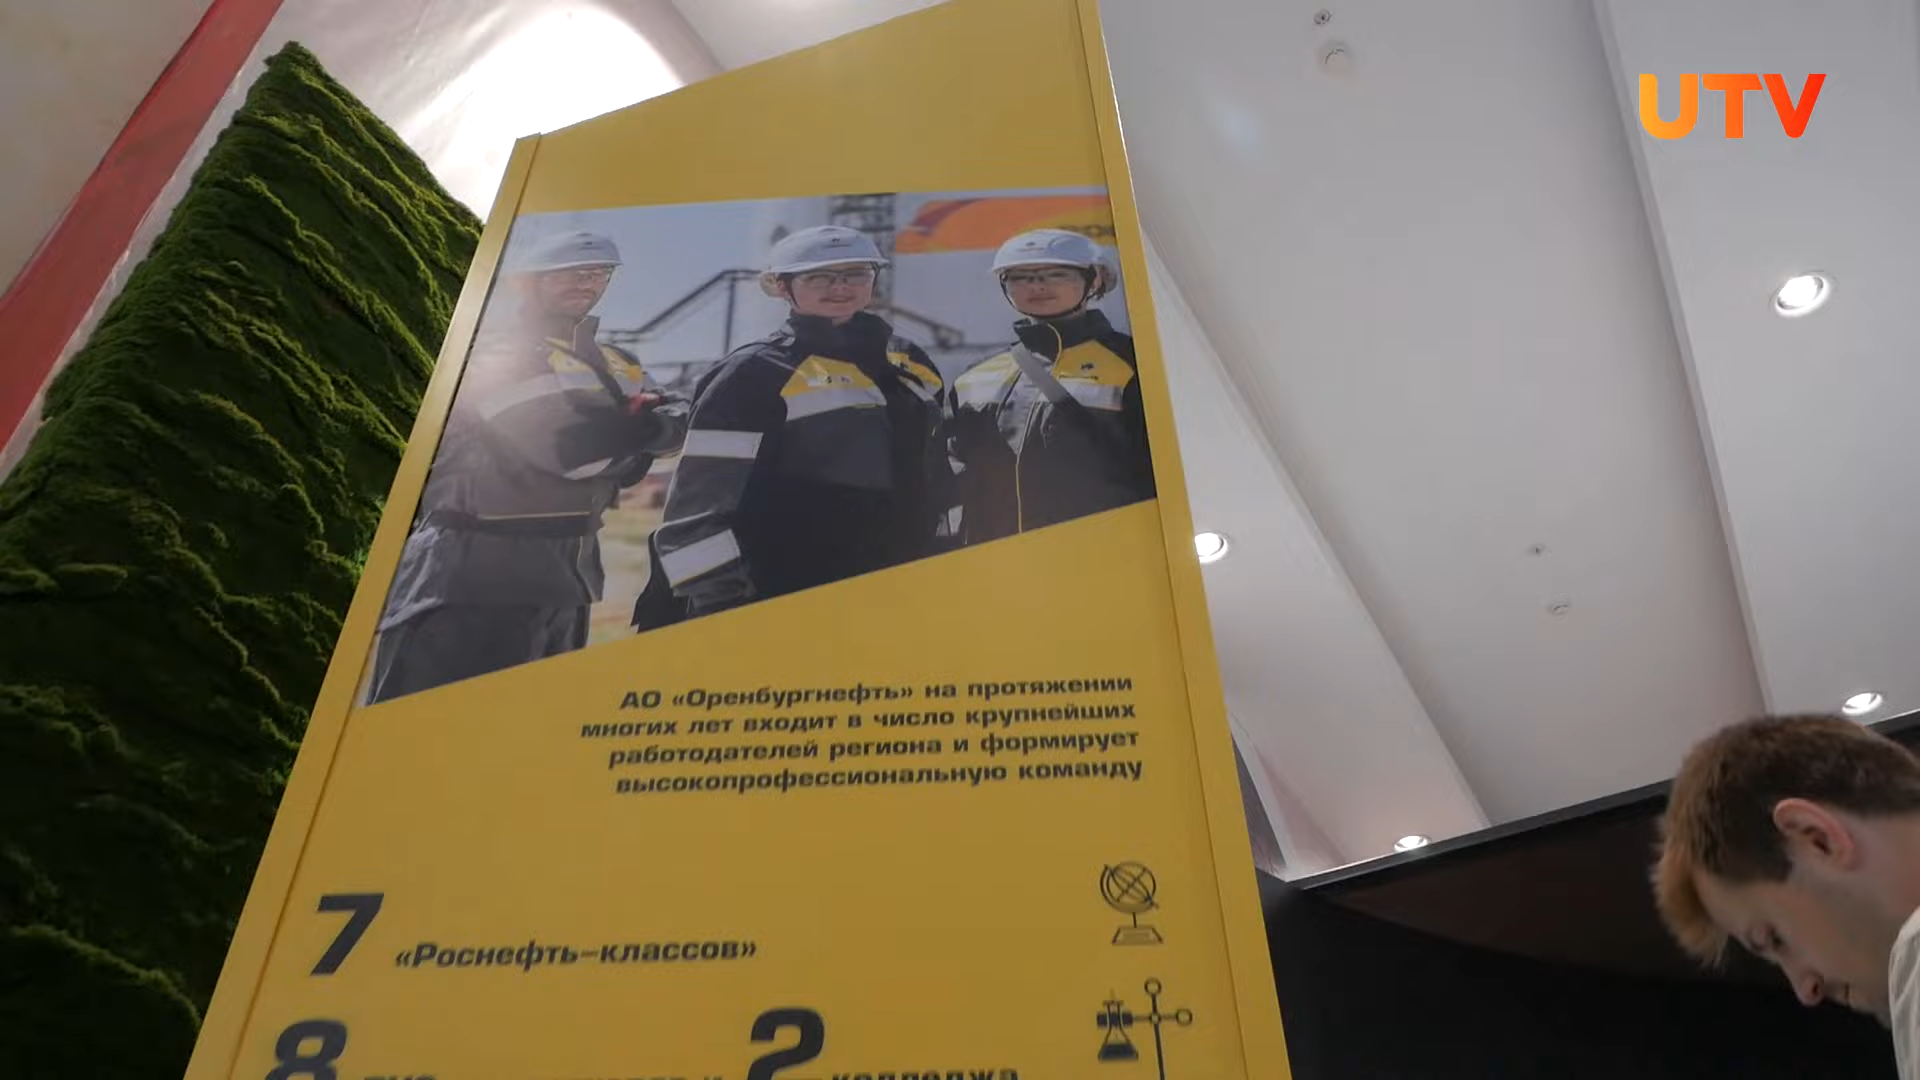 UTV
АО «Оренбургнефть» на протяжении
многих лет входит в число крупнейших
работодателей региона и формирует
высокопрофессиональную команду
7 «Роснефть-классов»
8 2 колледжа